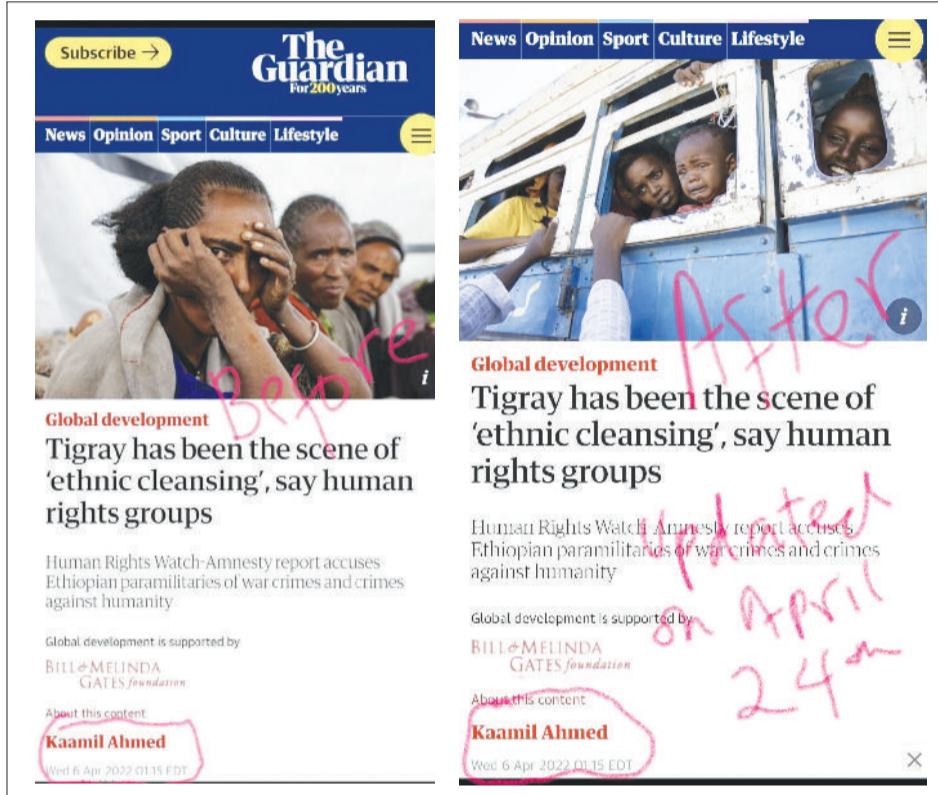 Subscribe →
The
Guardian
For 200 years
News Opinion Sport Culture Lifestyle
i
Before
Global development
Tigray has been the scene of
‘ethnic cleansing’, say human
rights groups
Human Rights Watch-Amnesty report accuses
Ethiopian paramilitaries of war crimes and crimes
against humanity
Global development is supported by
BILL & MELINDA
GATES foundation
About this content
Kaamil Ahmed
Wed 6 Apr 2022 01.15 EDT
News Opinion Sport Culture Lifestyle
After
i
Global development
Tigray has been the scene of
‘ethnic cleansing’, say human
rights groups
Human Rights Watch-Amnesty report accuses
Ethiopian paramilitaries of war crimes and crimes
against humanity
Updated
on April
24th
Global development is supported by
BILL & MELINDA
GATES foundation
About this content
Kaamil Ahmed
Wed 6 Apr 2022 01.15 EDT